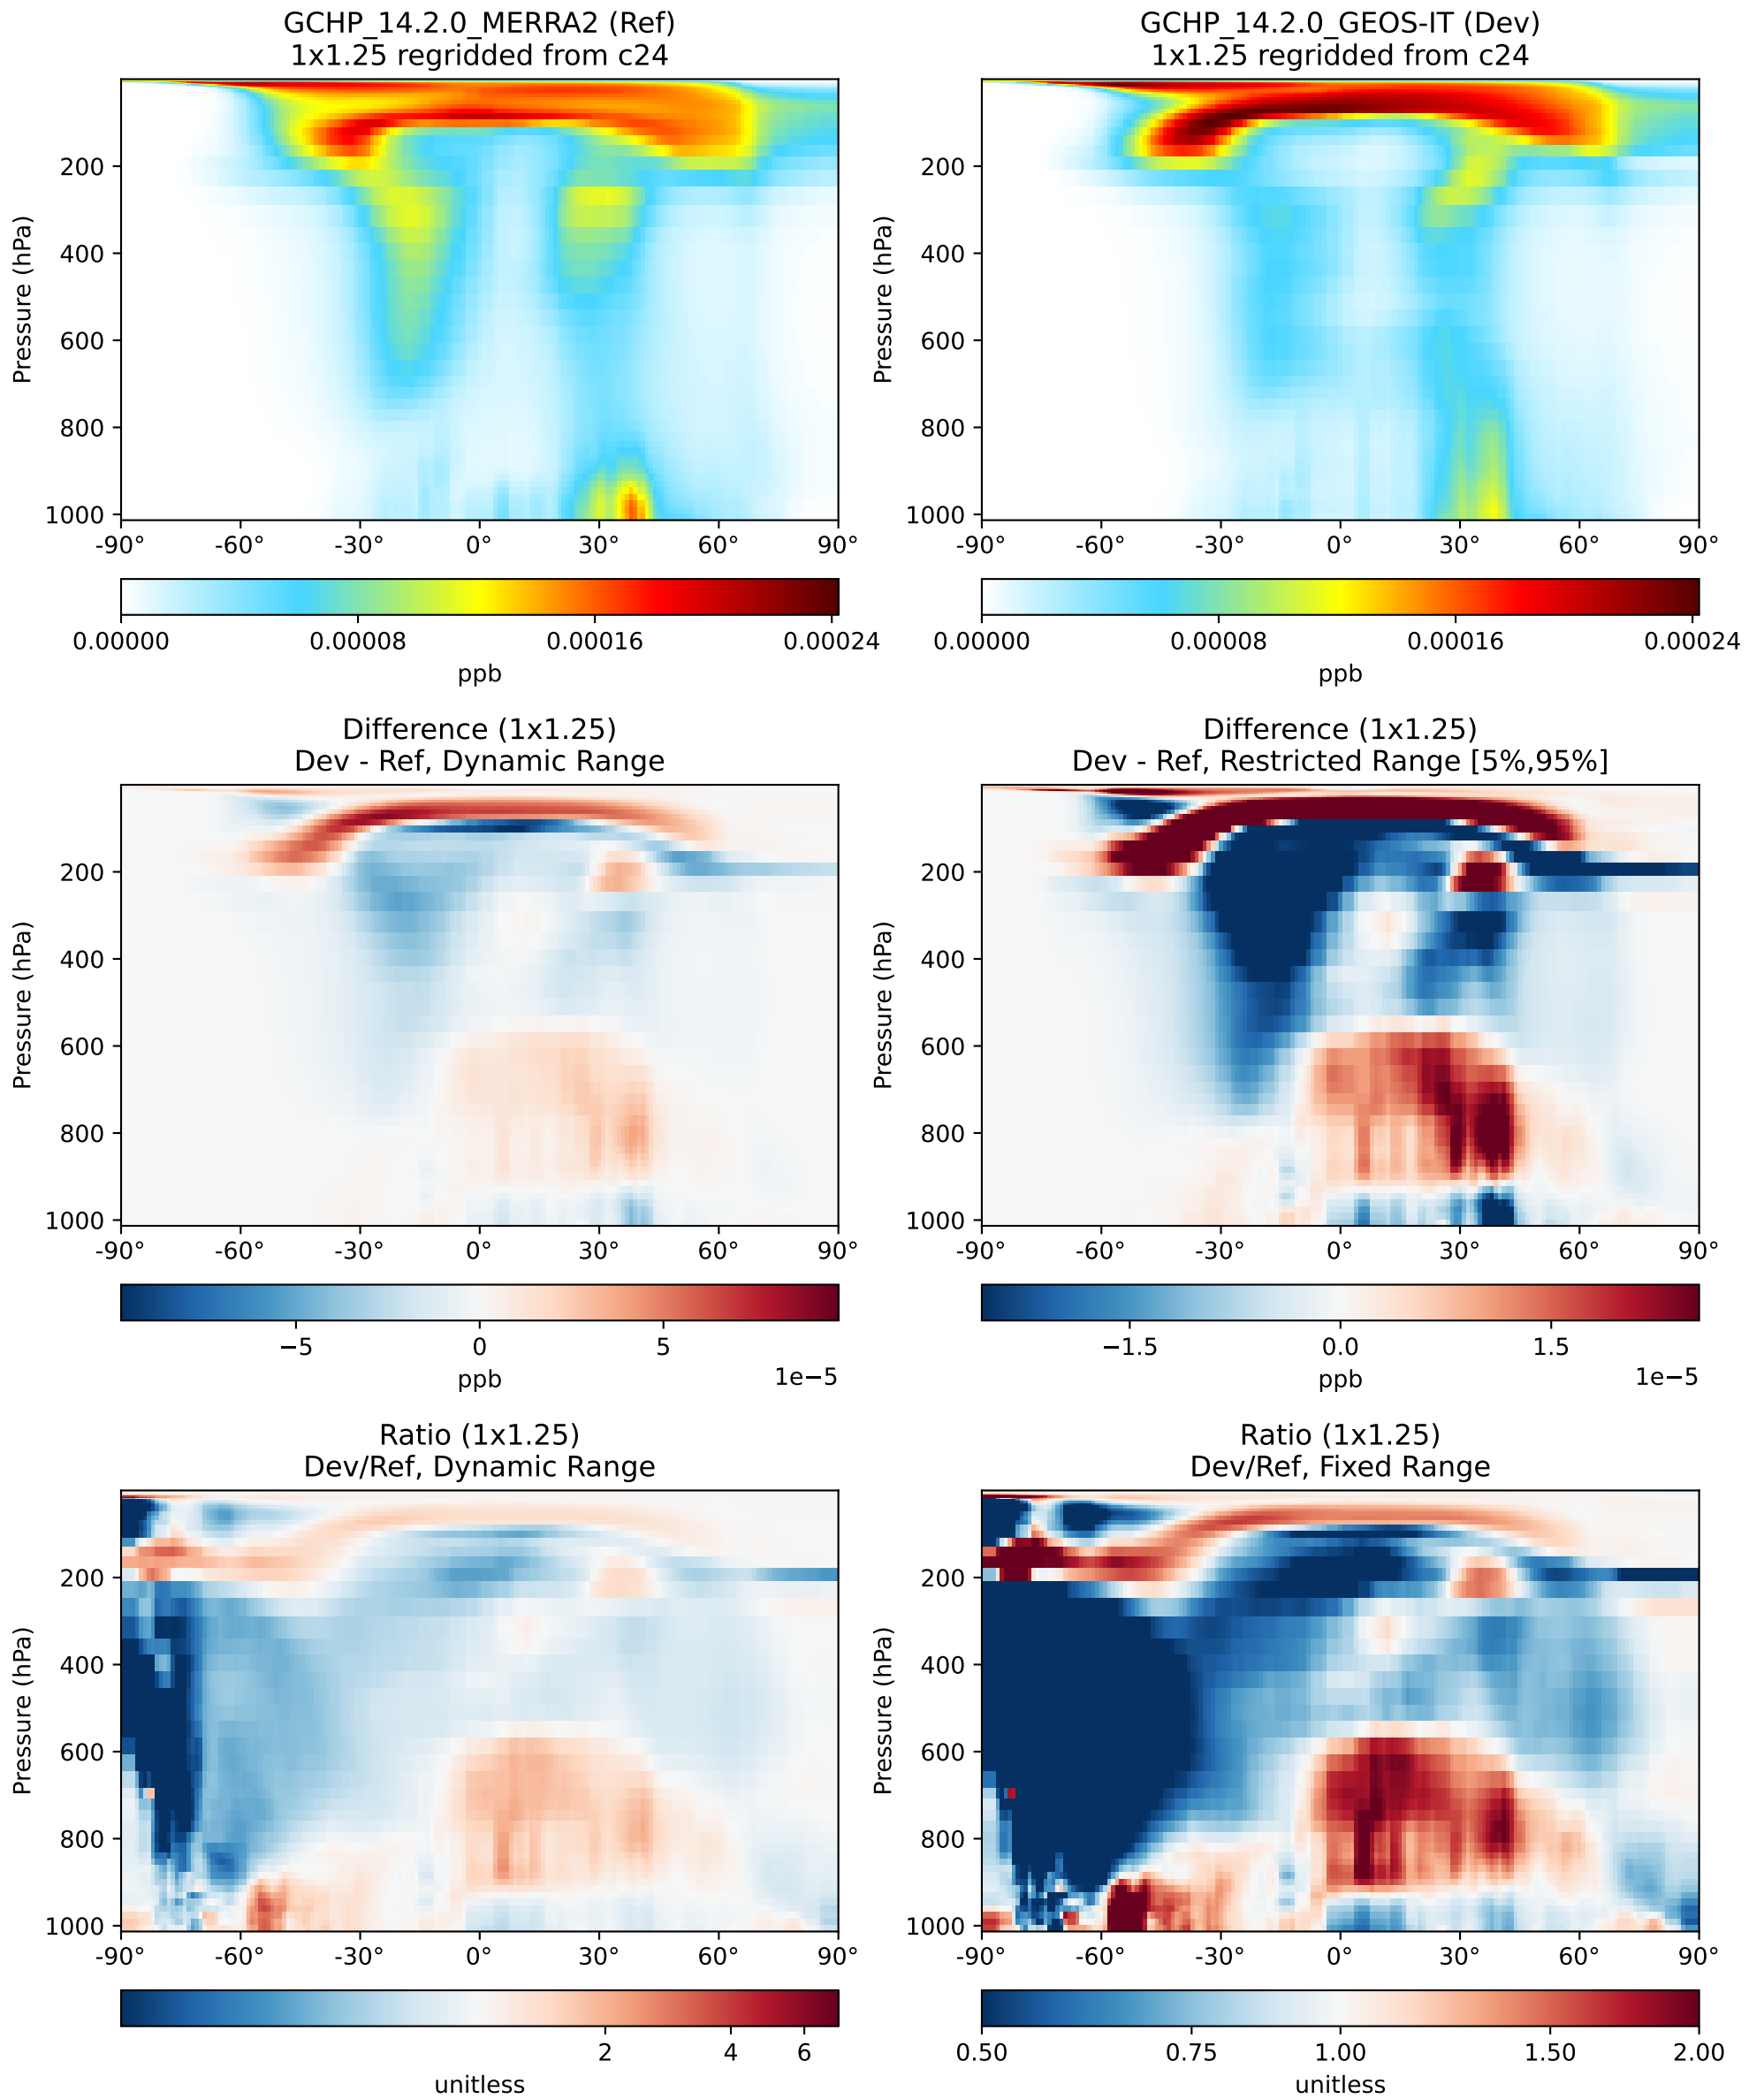 GCHP_14.2.0_MERRA2 (Ref)
1x1.25 regridded from c24
Pressure (hPa)
200
400
600
800
1000
-90° -60° -30° 0° 30° 60° 90°
0.00000 0.00008 0.00016 0.00024
ppb
GCHP_14.2.0_GEOS-IT (Dev)
1x1.25 regridded from c24
Pressure (hPa)
200
400
600
800
1000
-90° -60° -30° 0° 30° 60° 90°
0.00000 0.00008 0.00016 0.00024
ppb
Difference (1x1.25)
Dev - Ref, Dynamic Range
Pressure (hPa)
200
400
600
800
1000
-90° -60° -30° 0° 30° 60° 90°
−5 0 5
ppb 1e−5
Difference (1x1.25)
Dev - Ref, Restricted Range [5%,95%]
Pressure (hPa)
200
400
600
800
1000
-90° -60° -30° 0° 30° 60° 90°
−1.5 0.0 1.5
ppb 1e−5
Ratio (1x1.25)
Dev/Ref, Dynamic Range
Pressure (hPa)
200
400
600
800
1000
-90° -60° -30° 0° 30° 60° 90°
2 4 6
unitless
Ratio (1x1.25)
Dev/Ref, Fixed Range
Pressure (hPa)
200
400
600
800
1000
-90° -60° -30° 0° 30° 60° 90°
0.50 0.75 1.00 1.50 2.00
unitless